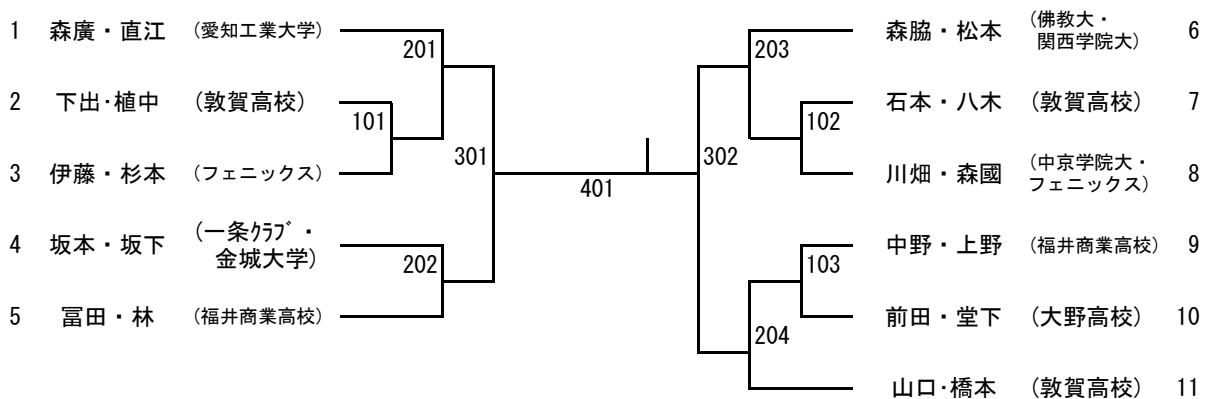 1 森廣・直江 (愛知工業大学)
2 下出・植中 (敦賀高校)
3 伊藤・杉本 (フェニックス)
4 坂本・坂下 (一条ｸﾗﾌﾞ・
金城大学)
5 冨田・林 (福井商業高校)
201
101
301
202
401
203
102
302
103
204
森脇・松本 (佛教大・
関西学院大) 6
石本・八木 (敦賀高校) 7
川畑・森國 (中京学院大・
フェニックス) 8
中野・上野 (福井商業高校) 9
前田・堂下 (大野高校) 10
山口・橋本 (敦賀高校) 11